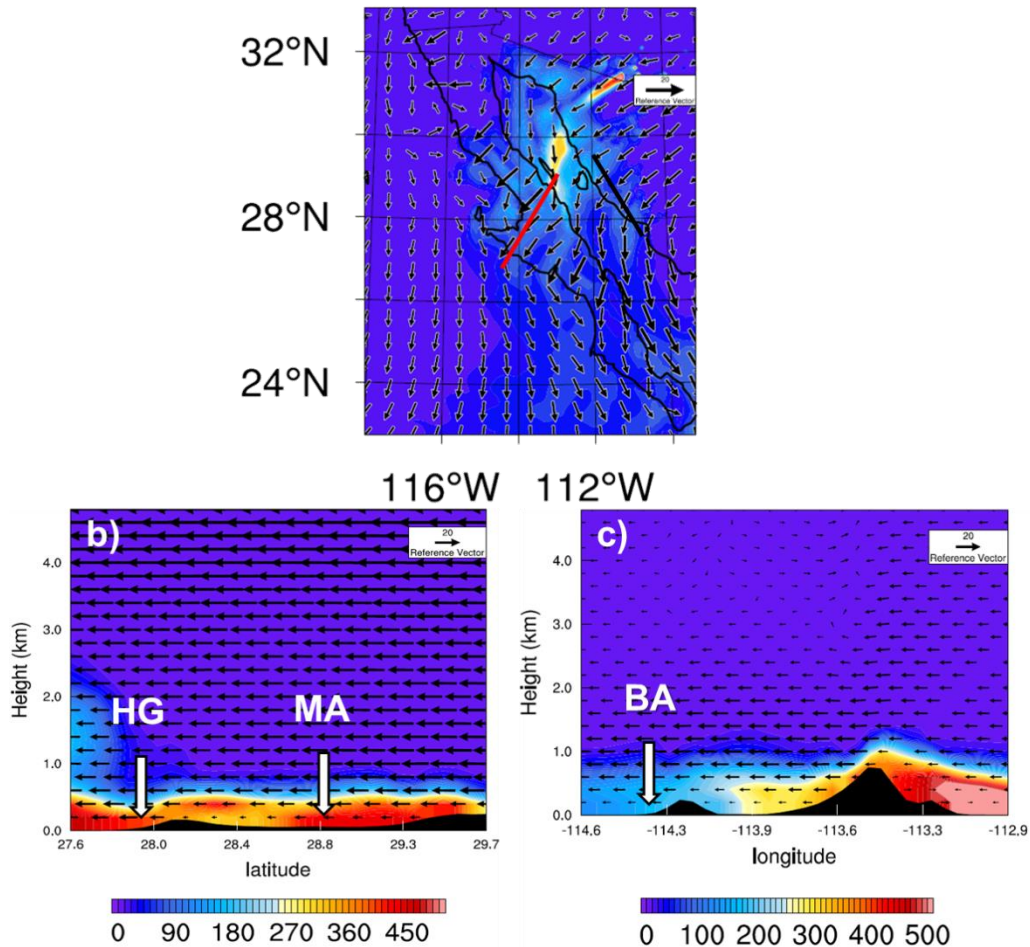 32°N
20
Reference Vector
28°N
24°N
116°W 112°W
b)
20
Reference Vector
4.0
3.0
2.0
1.0
0.0
Height (km)
HG
MA
27.6 28.0 28.4 28.8 29.3 29.7
latitude
0 90 180 270 360 450
c)
20
Reference Vector
4.0
3.0
2.0
1.0
0.0
Height (km)
BA
-114.6 -114.3 -113.9 -113.6 -113.3 -112.9
longitude
0 100 200 300 400 500